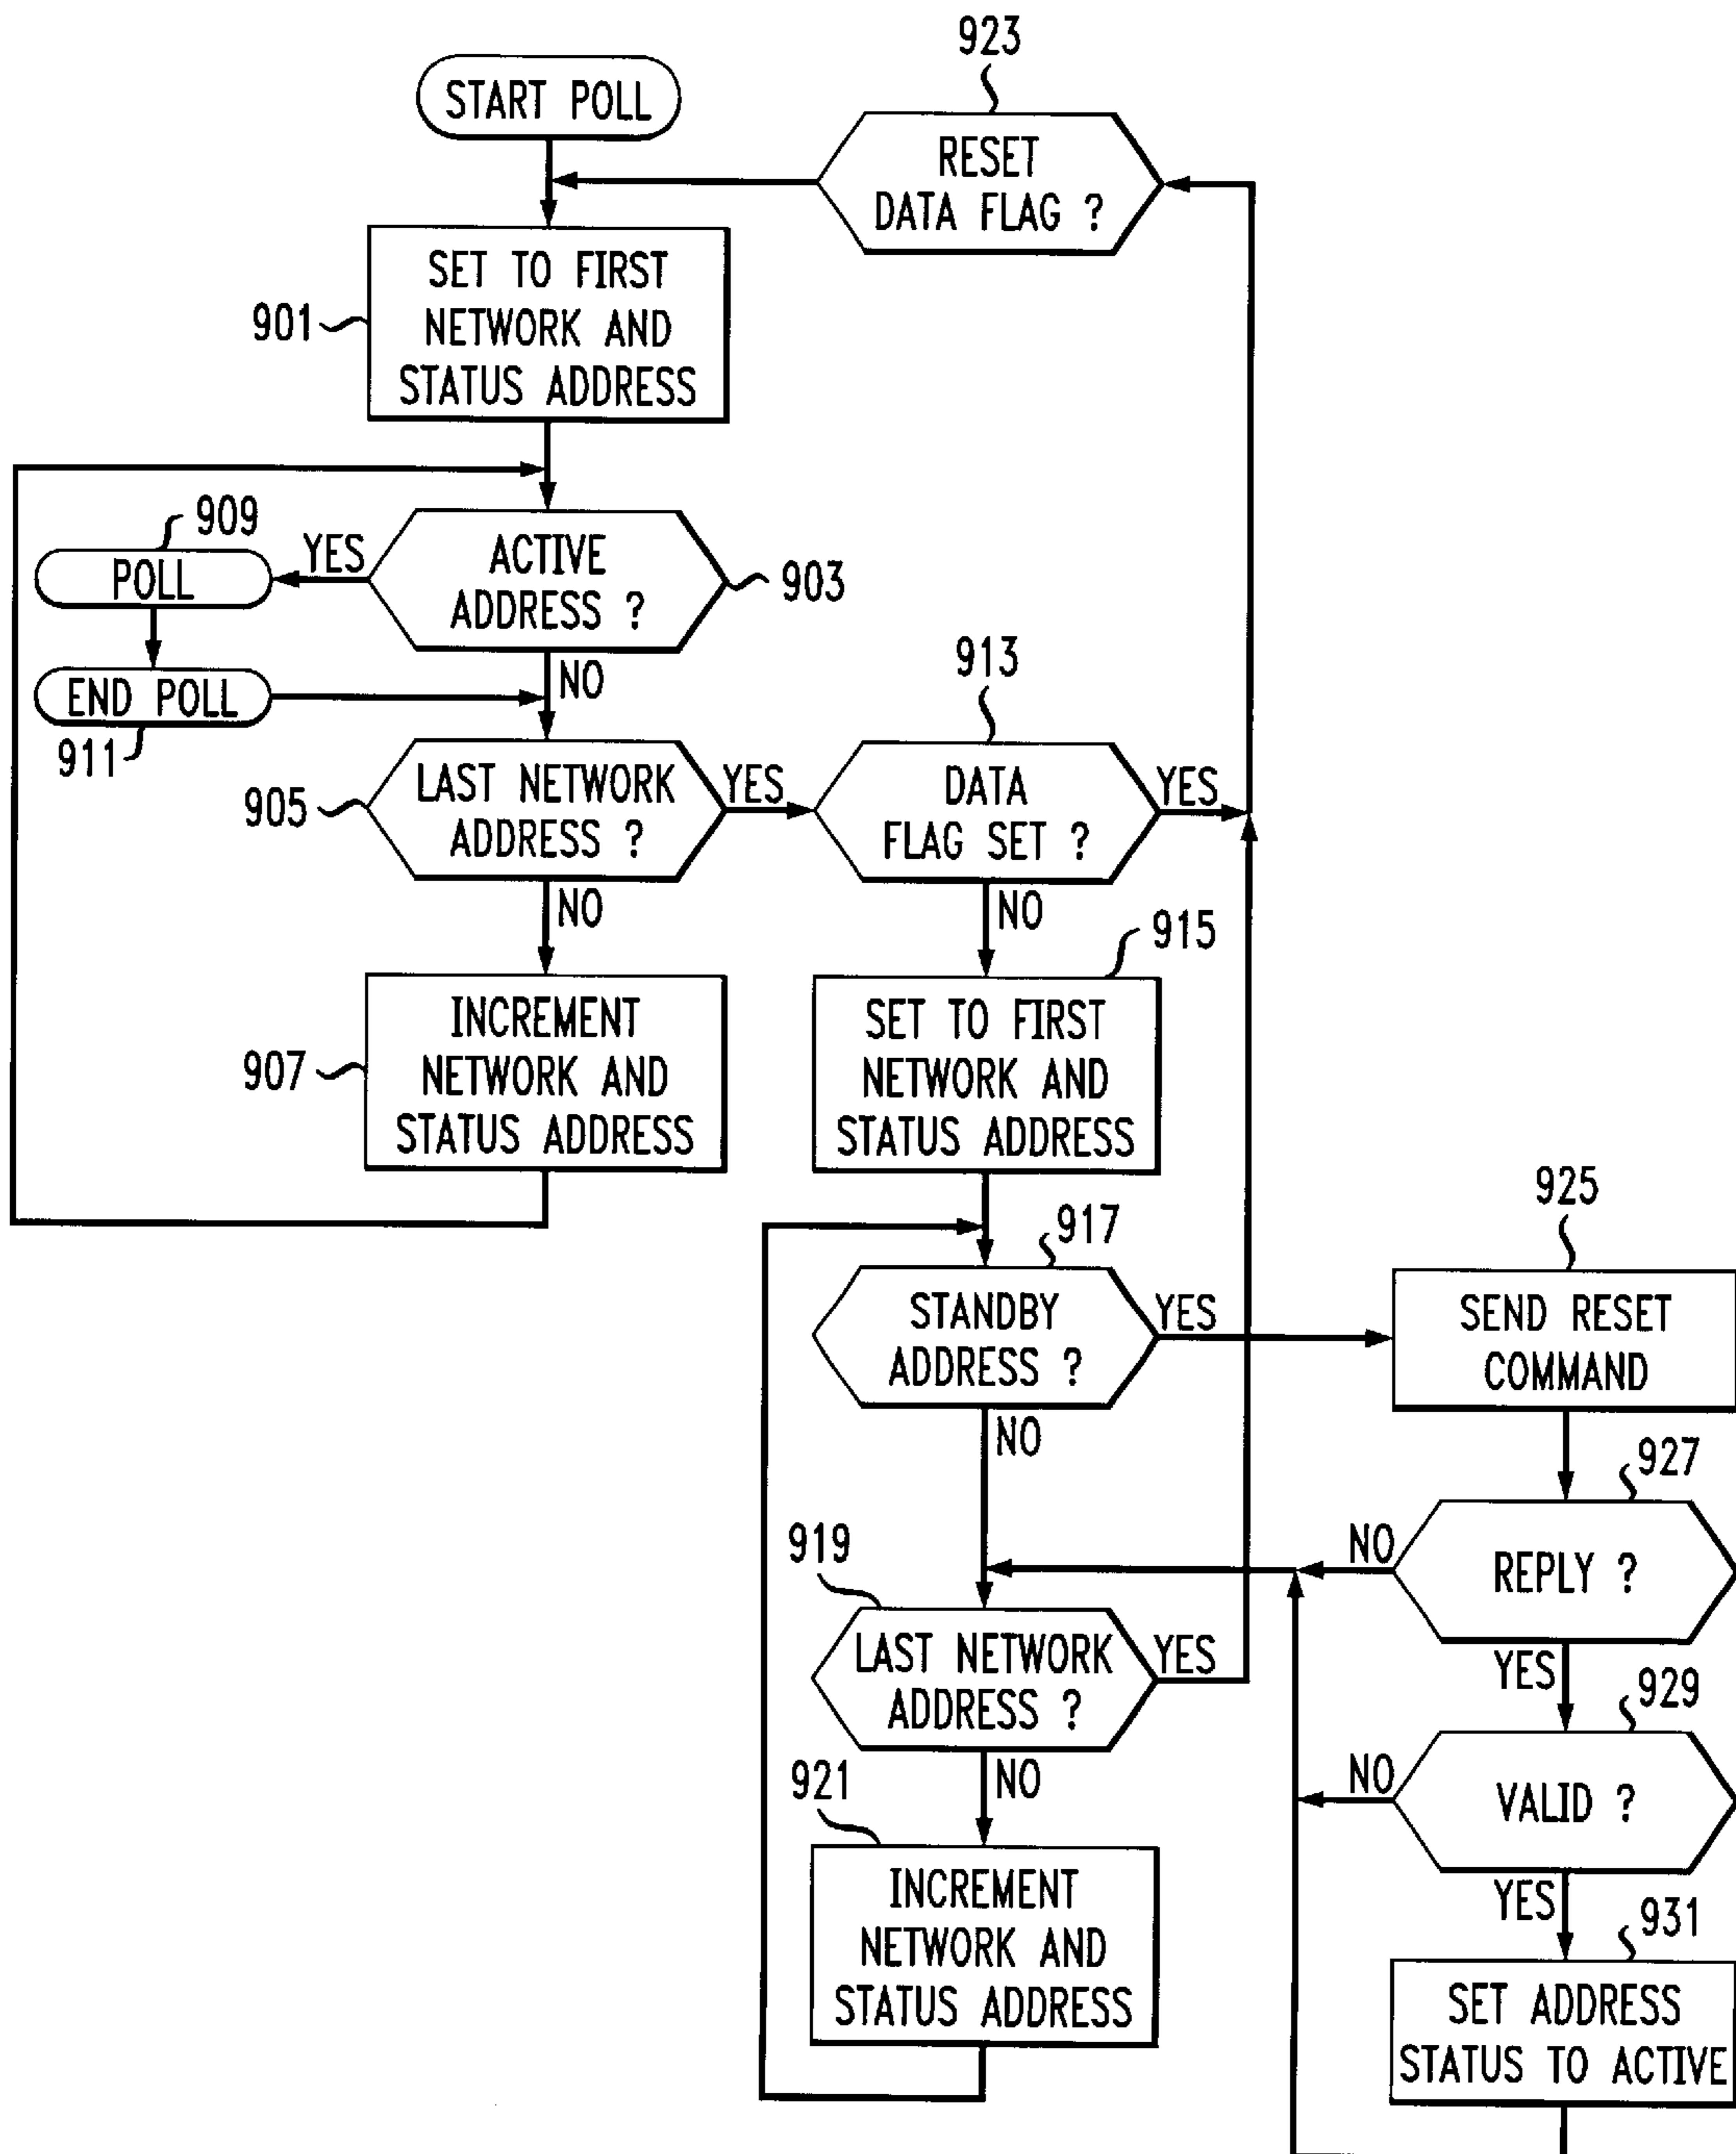 923
START POLL
RESET
DATA FLAG ?
SET TO FIRST
NETWORK AND
STATUS ADDRESS
901
909
POLL
YES
ACTIVE
ADDRESS ?
903
NO
END POLL
911
913
905
LAST NETWORK
ADDRESS ?
YES
DATA
FLAG SET ?
YES
NO
NO
915
907
INCREMENT
NETWORK AND
STATUS ADDRESS
SET TO FIRST
NETWORK AND
STATUS ADDRESS
917
925
STANDBY
ADDRESS ?
YES
SEND RESET
COMMAND
NO
927
919
NO
REPLY ?
LAST NETWORK
ADDRESS ?
YES
YES
929
NO
921
NO
VALID ?
YES
931
INCREMENT
NETWORK AND
STATUS ADDRESS
SET ADDRESS
STATUS TO ACTIVE